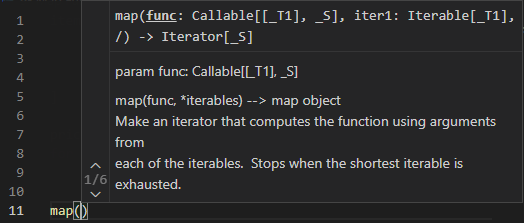 1
2
3
4
5
6
7
8
9
10
11
map(func: Callable[[_T1], _S], iter1: Iterable[_T1],
/) -> Iterator[_S]
param func: Callable[[_T1], _S]
map(func, *iterables) --> map object
Make an iterator that computes the function using arguments
from
each of the iterables.  Stops when the shortest iterable is
exhausted.
1/6
map()